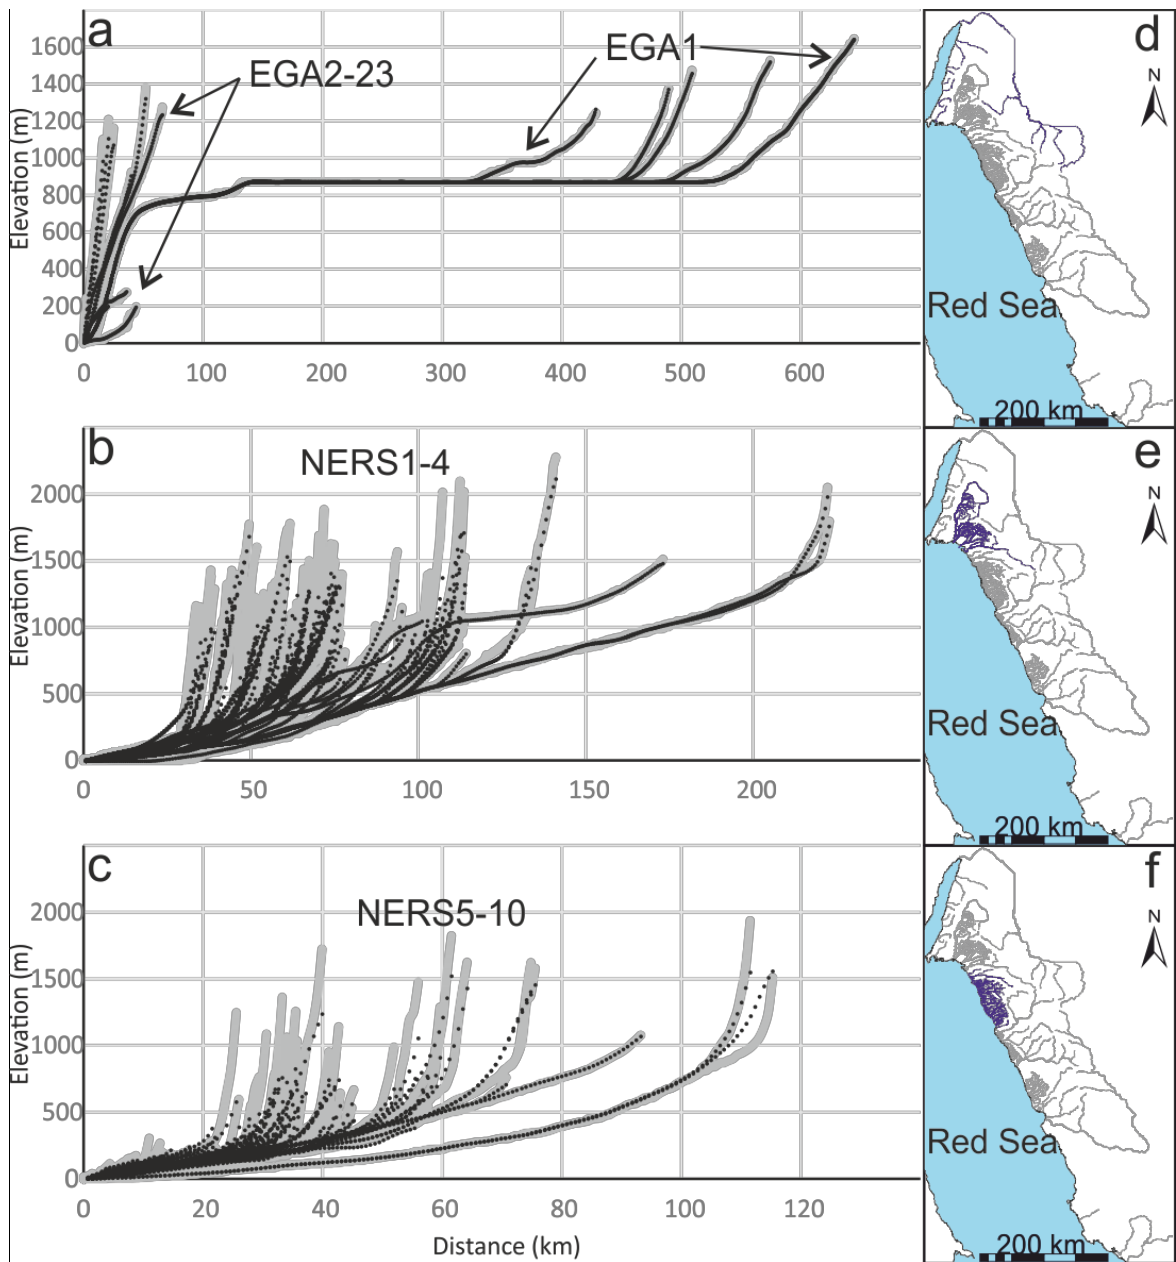 a
EGA1
EGA2-23
Elevation (m)
1600
1400
1200
1000
800
600
400
200
0
0 100 200 300 400 500 600
d
N
Red Sea
200 km
b
NERS1-4
Elevation (m)
2000
1500
1000
500
0
0 50 100 150 200
e
N
Red Sea
200 km
c
NERS5-10
Elevation (m)
2000
1500
1000
500
0
0 20 40 60 80 100 120
Distance (km)
f
N
Red Sea
200 km